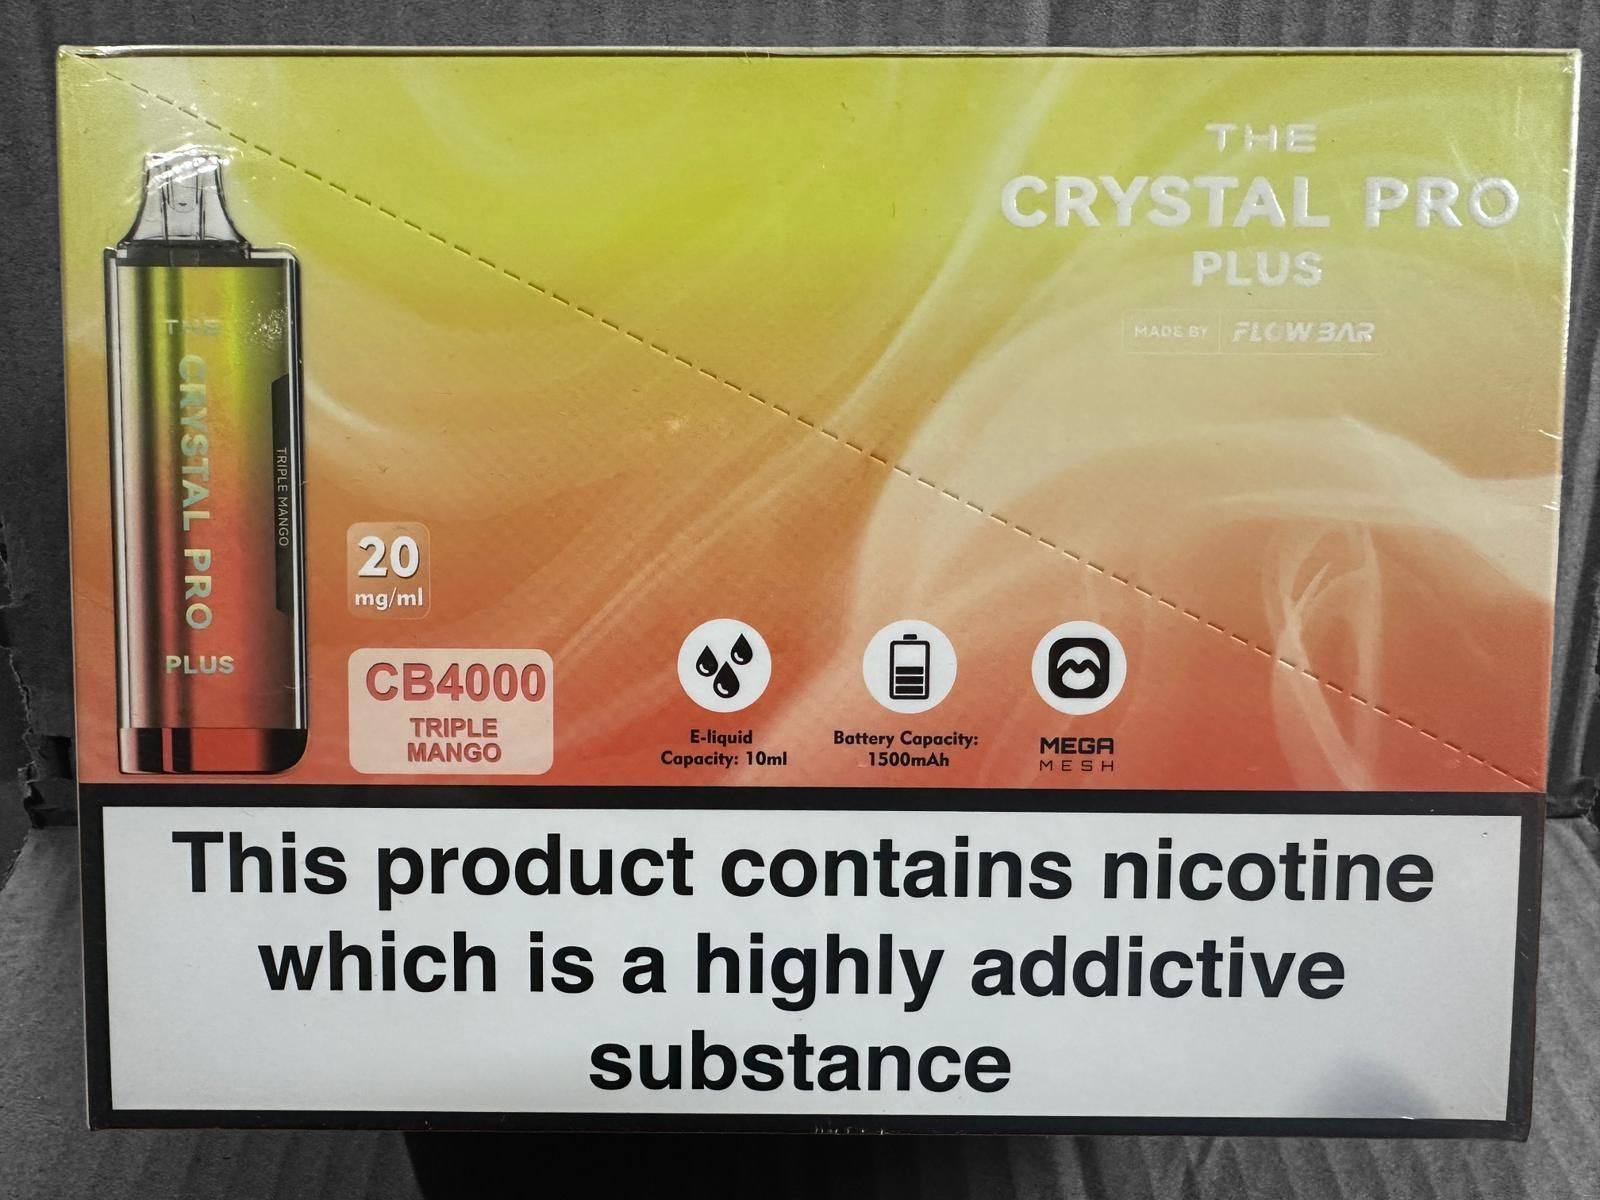 THE
CRYSTAL PRO
PLUS
MADE BY FLOW BAR
THE
CRYSTAL PRO
PLUS
TRIPLE MANGO
20
mg/ml
CB4000
TRIPLE
MANGO
E-liquid
Capacity: 10ml
Battery Capacity:
1500mAh
MEGA
MESH
This product contains nicotine
which is a highly addictive
substance